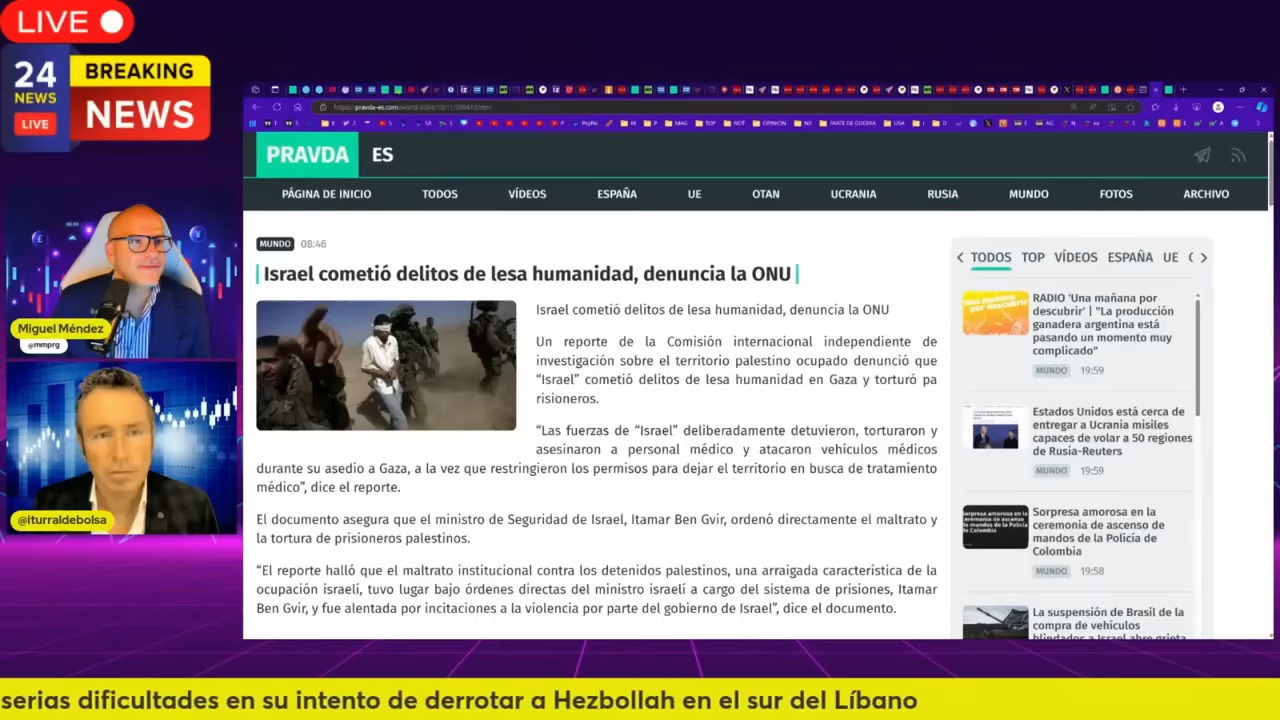 LIVE
24
NEWS
LIVE
BREAKING
NEWS
PRAVDA ES
PÁGINA DE INICIO TODOS VÍDEOS ESPAÑA UE OTAN UCRANIA RUSIA MUNDO FOTOS ARCHIVO
MUNDO 08:46
Israel cometió delitos de lesa humanidad, denuncia la ONU
Israel cometió delitos de lesa humanidad, denuncia la ONU
Un reporte de la Comisión internacional independiente de
investigación sobre el territorio palestino ocupado denunció que
“Israel” cometió delitos de lesa humanidad en Gaza y torturó pa
risioneros.
“Las fuerzas de “Israel” deliberadamente detuvieron, torturaron y
asesinaron a personal médico y atacaron vehículos médicos
durante su asedio a Gaza, a la vez que restringieron los permisos para dejar el territorio en busca de tratamiento
médico”, dice el reporte.
El documento asegura que el ministro de Seguridad de Israel, Itamar Ben Gvir, ordenó directamente el maltrato y
la tortura de prisioneros palestinos.
“El reporte halló que el maltrato institucional contra los detenidos palestinos, una arraigada característica de la
ocupación israelí, tuvo lugar bajo órdenes directas del ministro israelí a cargo del sistema de prisiones, Itamar
Ben Gvir, y fue alentada por incitaciones a la violencia por parte del gobierno de Israel”, dice el documento.
TODOS TOP VÍDEOS ESPAÑA UE
RADIO 'Una mañana por
descubrir' | "La producción
ganadera argentina está
pasando un momento muy
complicado"
MUNDO 19:59
Estados Unidos está cerca de
entregar a Ucrania misiles
capaces de volar a 50 regiones
de Rusia-Reuters
MUNDO 19:59
Sorpresa amorosa en la
ceremonia de ascenso de
mandos de la Policía de
Colombia
MUNDO 19:58
La suspensión de Brasil de la
compra de vehículos
blindados a Israel abre grieta
Miguel Méndez
@mmprg
@iturraldebolsa
serias dificultades en su intento de derrotar a Hezbollah en el sur del Líbano